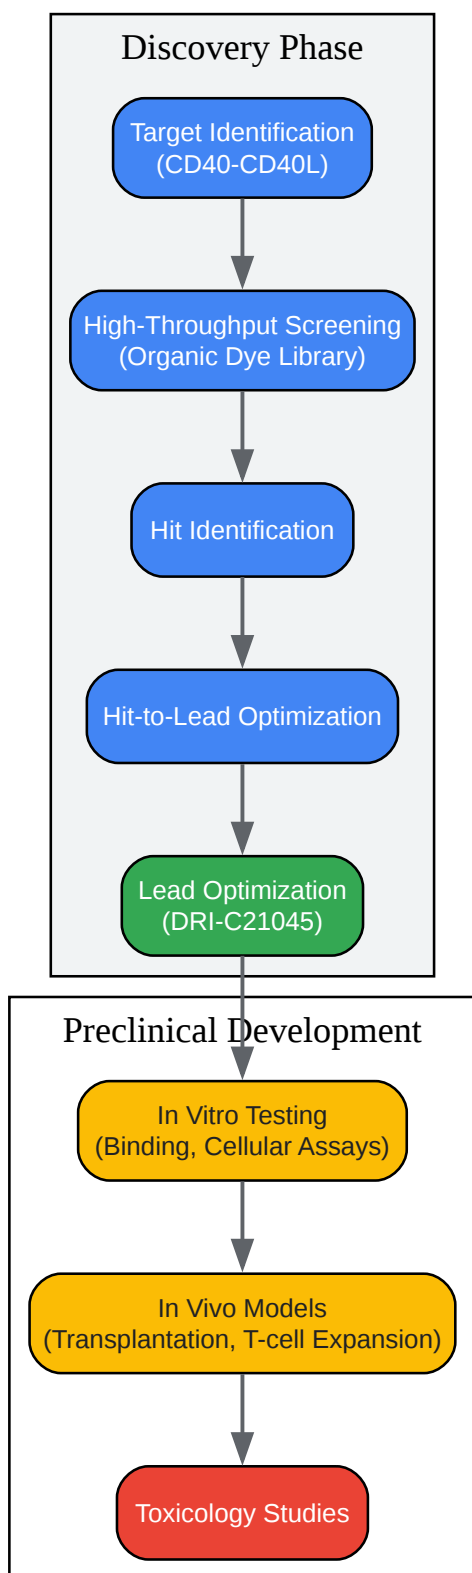 Discovery Phase
Target Identification
(CD40-CD40L)
High-Throughput Screening
(Organic Dye Library)
Hit Identification
Hit-to-Lead Optimization
Lead Optimization
(DRI-C21045)
Preclinical Development
In Vitro Testing
(Binding, Cellular Assays)
In Vivo Models
(Transplantation, T-cell Expansion)
Toxicology Studies